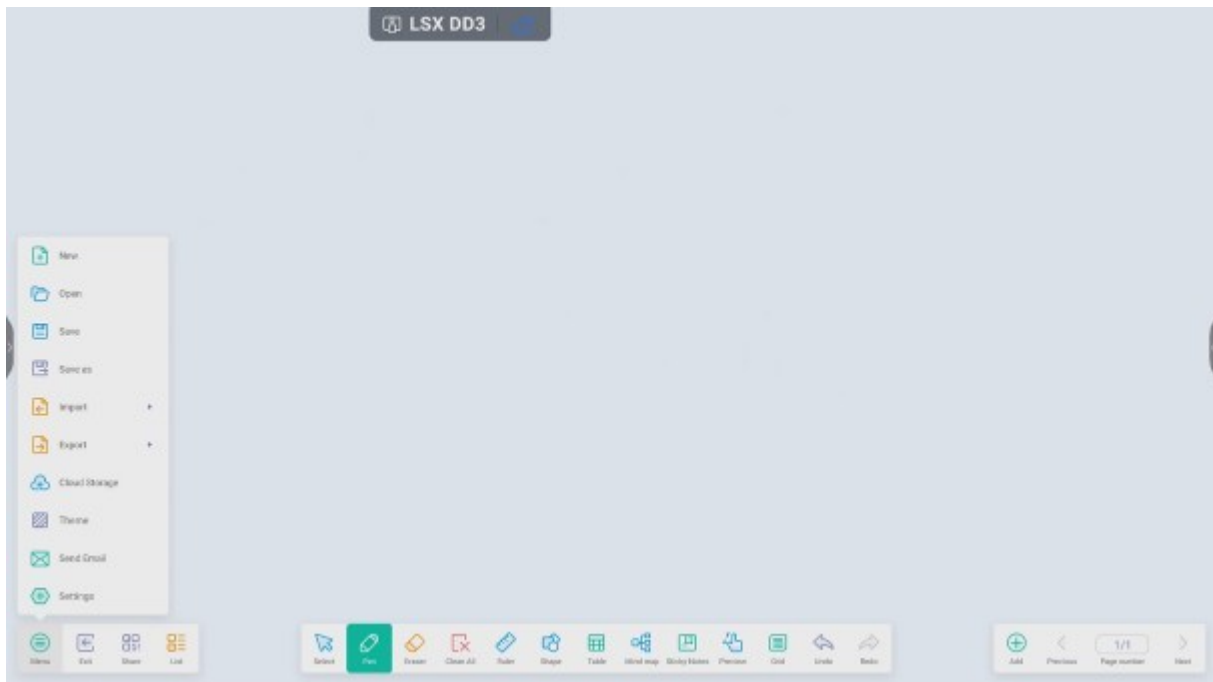 LSX DD3
New
Open
Save
Save as
Import
Export
Cloud Storage
Theme
Send Email
Settings
Menu Exit Share List
Select Pen Eraser Clean All Ruler Shape Table Mind map Sticky Notes Preview Grid Undo Redo
Add Previous 1/1 Page number Next